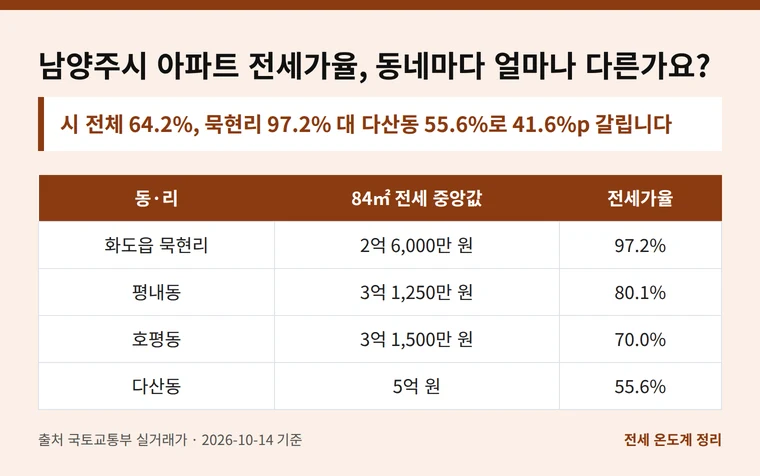 남양주시 아파트 전세가율, 동네마다 얼마나 다른가요?
시 전체 64.2%, 묵현리 97.2% 대 다산동 55.6%로 41.6%p 갈립니다
동·리 84㎡ 전세 중앙값 전세가율
화도읍 묵현리 2억 6,000만 원 97.2%
평내동 3억 1,250만 원 80.1%
호평동 3억 1,500만 원 70.0%
다산동 5억 원 55.6%
출처 국토교통부 실거래가 · 2026-10-14 기준 전세 온도계 정리